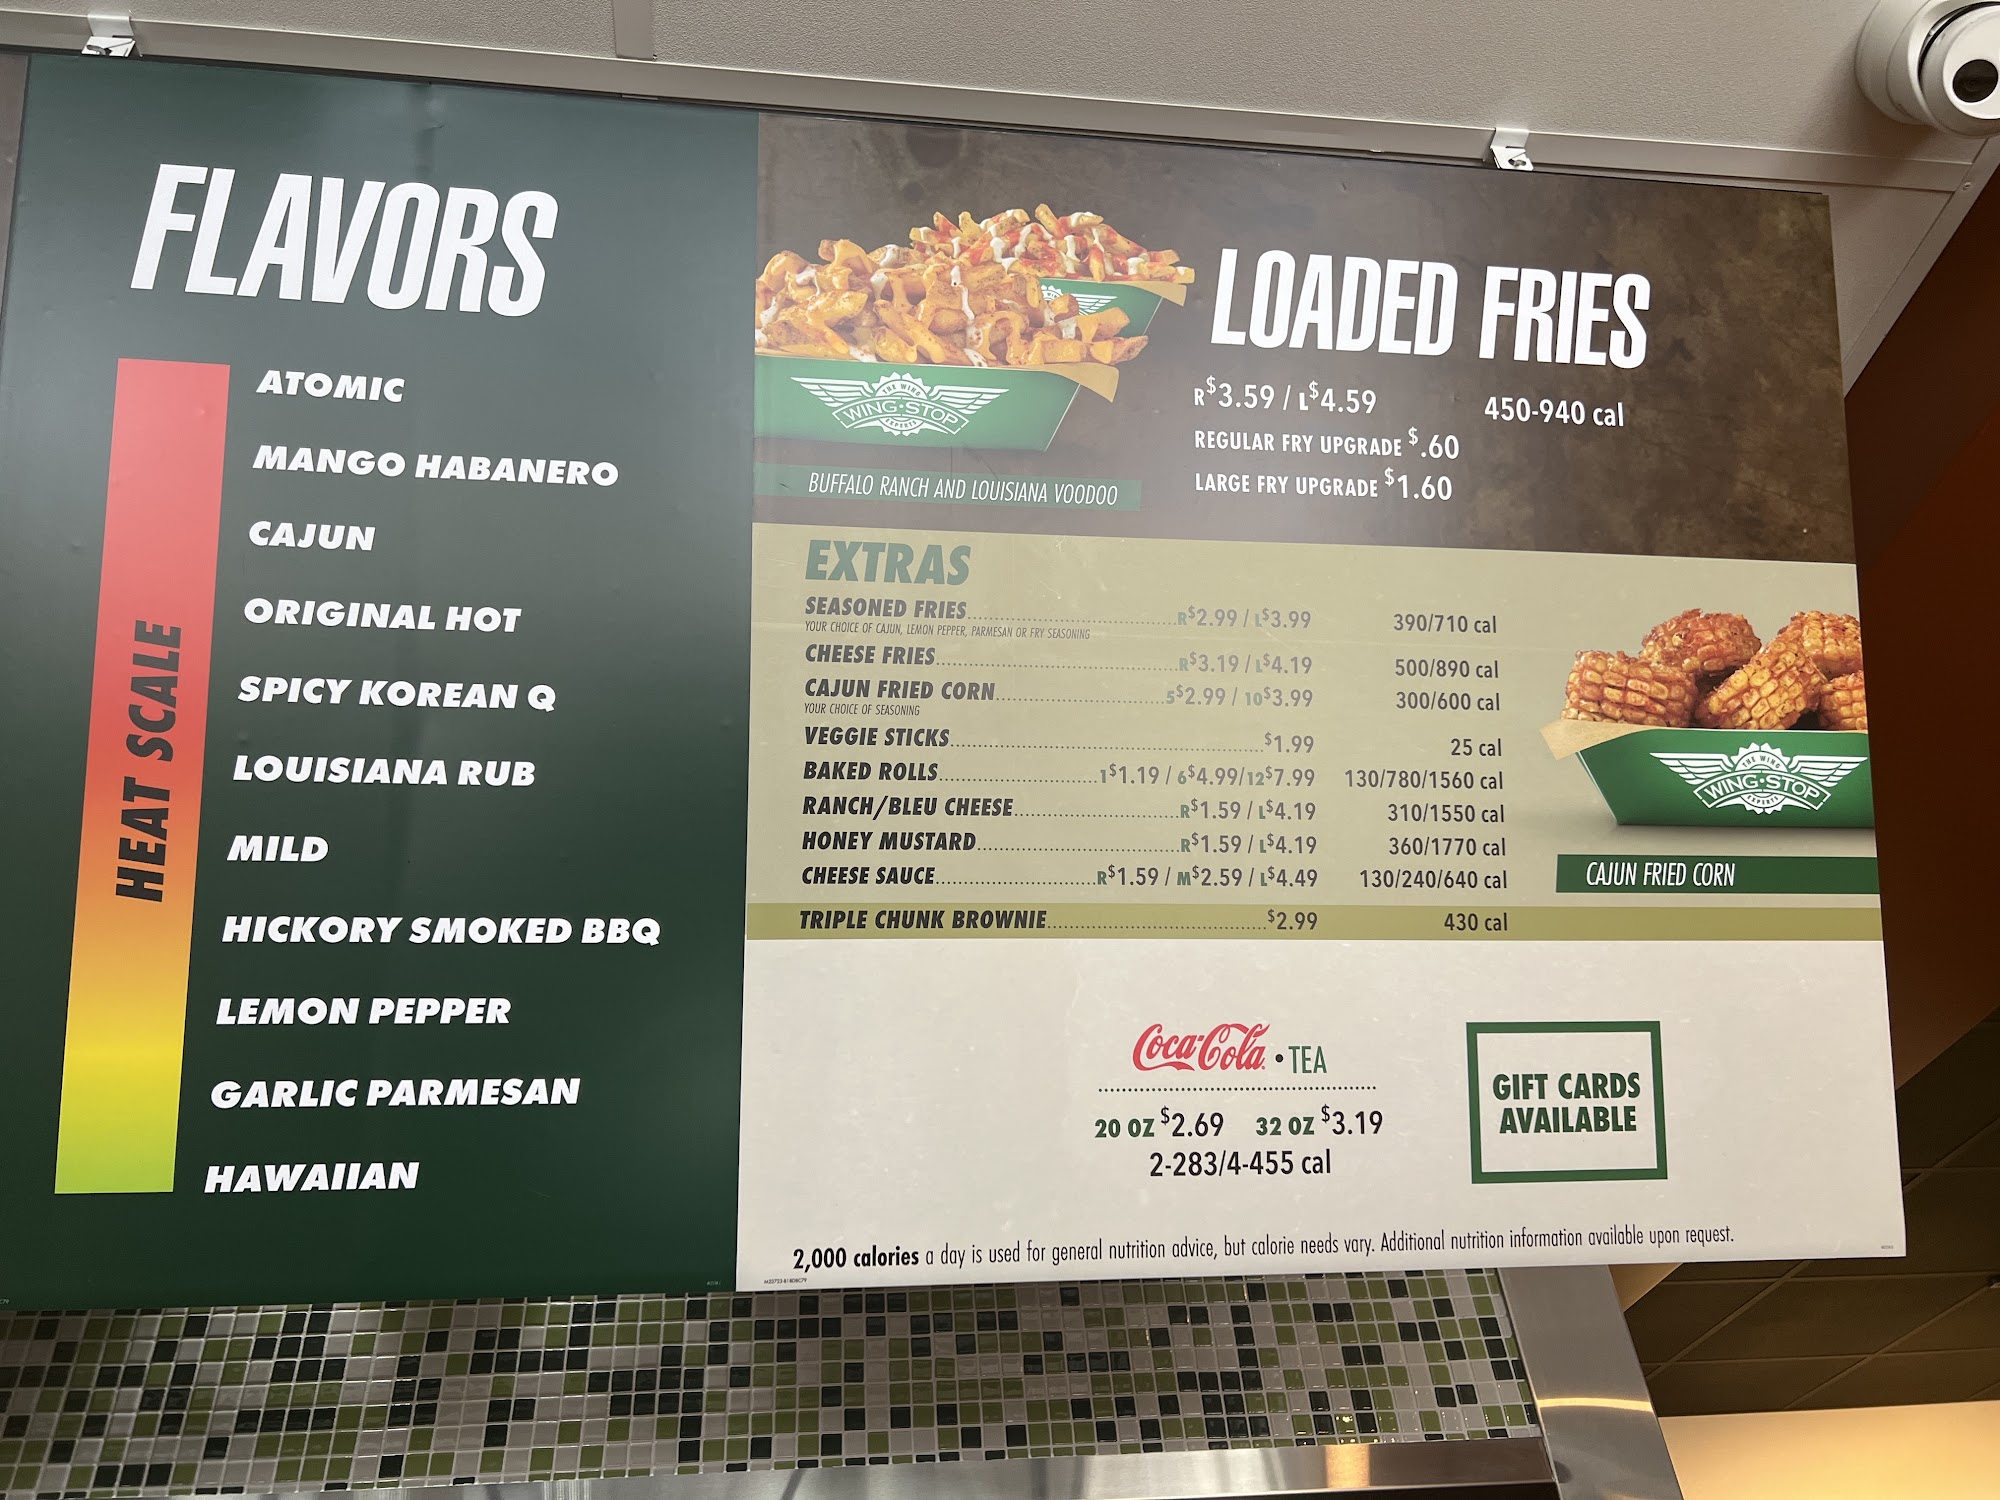 FLAVORS
HEAT SCALE
ATOMIC
MANGO HABANERO
CAJUN
ORIGINAL HOT
SPICY KOREAN Q
LOUISIANA RUB
MILD
HICKORY SMOKED BBQ
LEMON PEPPER
GARLIC PARMESAN
HAWAIIAN
THE WING
WING·STOP
EXPERTS
BUFFALO RANCH AND LOUISIANA VOODOO
LOADED FRIES
R$3.59 / L$4.59 450-940 cal
REGULAR FRY UPGRADE $.60
LARGE FRY UPGRADE $1.60
EXTRAS
SEASONED FRIES R$2.99 / L$3.99 390/710 cal
YOUR CHOICE OF CAJUN, LEMON PEPPER, PARMESAN OR FRY SEASONING
CHEESE FRIES R$3.19 / L$4.19 500/890 cal
CAJUN FRIED CORN 5$2.99 / 10$3.99 300/600 cal
YOUR CHOICE OF SEASONING
VEGGIE STICKS $1.99 25 cal
BAKED ROLLS 1$1.19 / 6$4.99/12$7.99 130/780/1560 cal
RANCH/BLEU CHEESE R$1.59 / L$4.19 310/1550 cal
HONEY MUSTARD R$1.59 / L$4.19 360/1770 cal
CHEESE SAUCE R$1.59 / M$2.59 / L$4.49 130/240/640 cal
TRIPLE CHUNK BROWNIE $2.99 430 cal
THE WING
WING·STOP
EXPERTS
CAJUN FRIED CORN
Coca-Cola • TEA
20 OZ $2.69 32 OZ $3.19
2-283/4-455 cal
GIFT CARDS
AVAILABLE
2,000 calories a day is used for general nutrition advice, but calorie needs vary. Additional nutrition information available upon request.